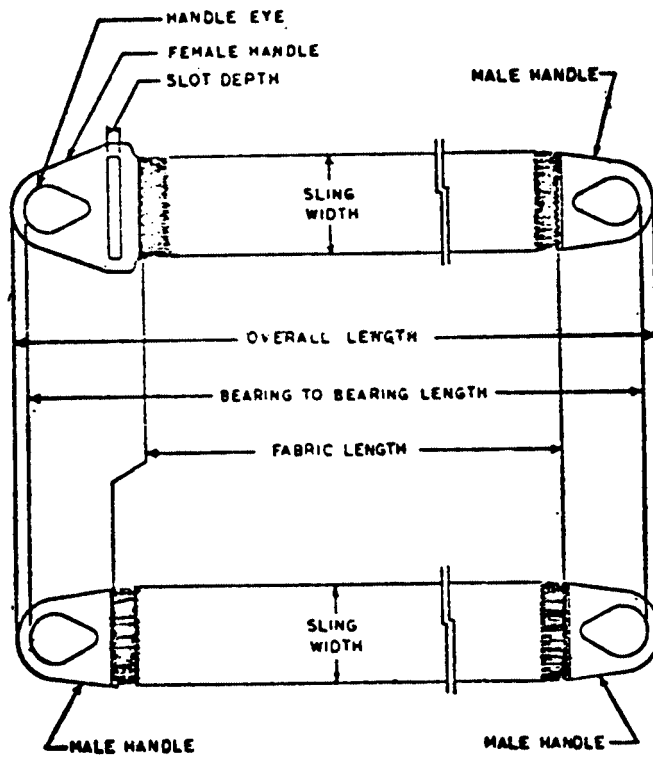 HANDLE EYE
FEMALE HANDLE
SLOT DEPTH
MALE HANDLE
SLING
WIDTH
OVERALL LENGTH
BEARING TO BEARING LENGTH
FABRIC LENGTH
SLING
WIDTH
MALE HANDLE
MALE HANDLE